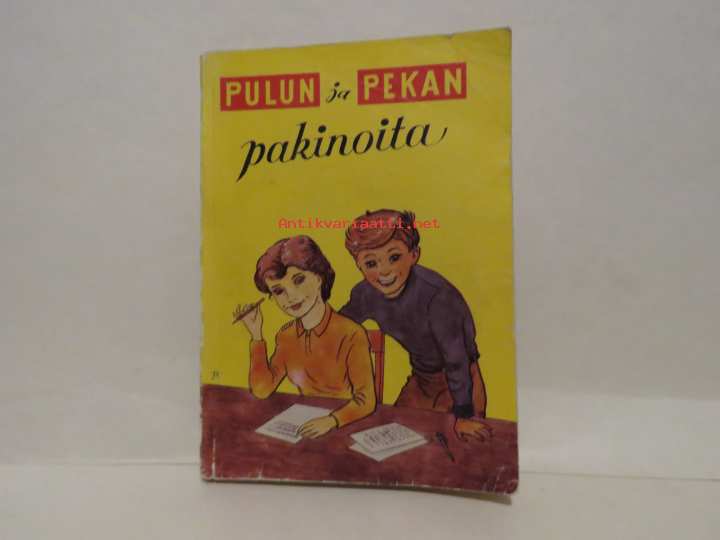 PULUN ja PEKAN
pakinoita
Antikvariaatti.net